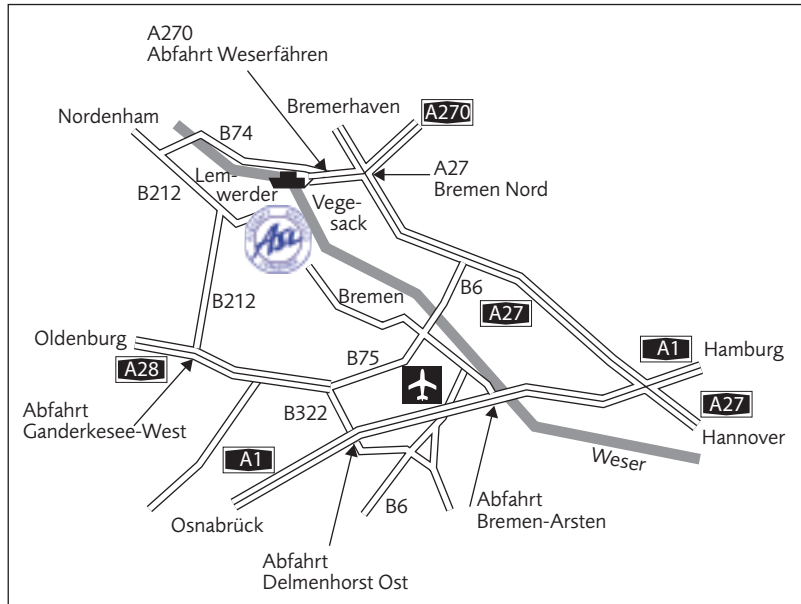 A270
Abfahrt Weserfähren
Bremerhaven
A270
Nordenham
B74
A27
Bremen Nord
Lem-
werder
B212
Vege-
sack
B6
Bremen
B212
A27
Oldenburg
A28
B75
A1
Hamburg
A27
Hannover
B322
Abfahrt
Ganderkesee-West
A1
Weser
Osnabrück
B6
Abfahrt
Bremen-Arsten
Abfahrt
Delmenhorst Ost